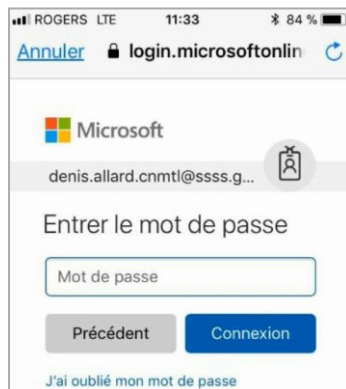 ROGERS LTE 11:33 84 %
Annuler login.microsoftonlin
Microsoft
denis.allard.cnmtl@ssss.g...
Entrer le mot de passe
Mot de passe
Précédent Connexion
J'ai oublié mon mot de passe